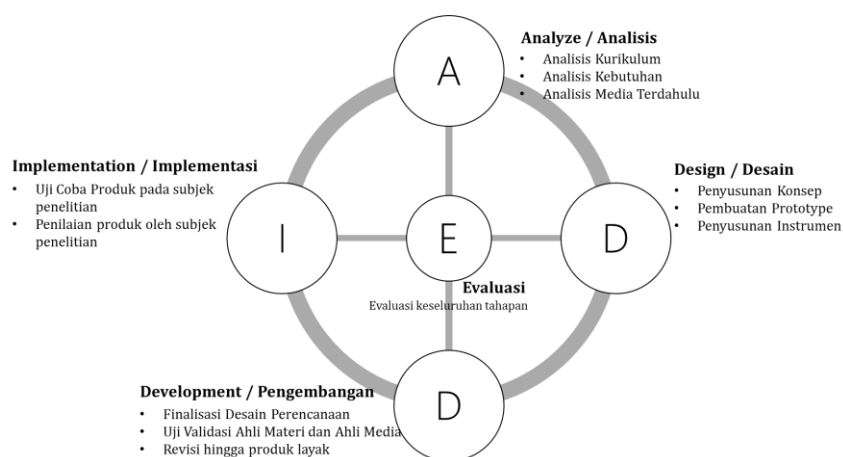 A
Analyze / Analisis
• Analisis Kurikulum
• Analisis Kebutuhan
• Analisis Media Terdahulu
Implementation / Implementasi
• Uji Coba Produk pada subjek
penelitian
• Penilaian produk oleh subjek
penelitian
I
E
Evaluasi
Evaluasi keseluruhan tahapan
D
Design / Desain
• Penyusunan Konsep
• Pembuatan Prototype
• Penyusunan Instrumen
Development / Pengembangan
• Finalisasi Desain Perencanaan
• Uji Validasi Ahli Materi dan Ahli Media
• Revisi hingga produk layak
D